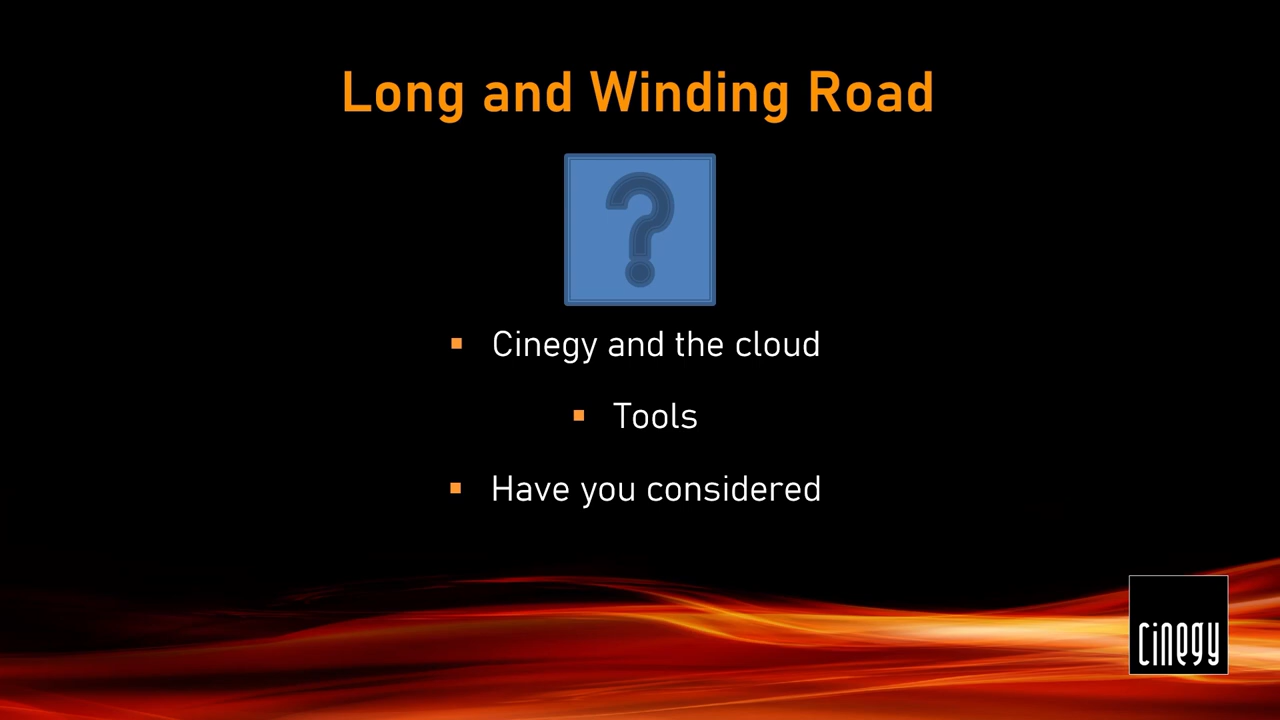 Long and Winding Road
?
▪ Cinegy and the cloud
▪ Tools
▪ Have you considered
cinegy